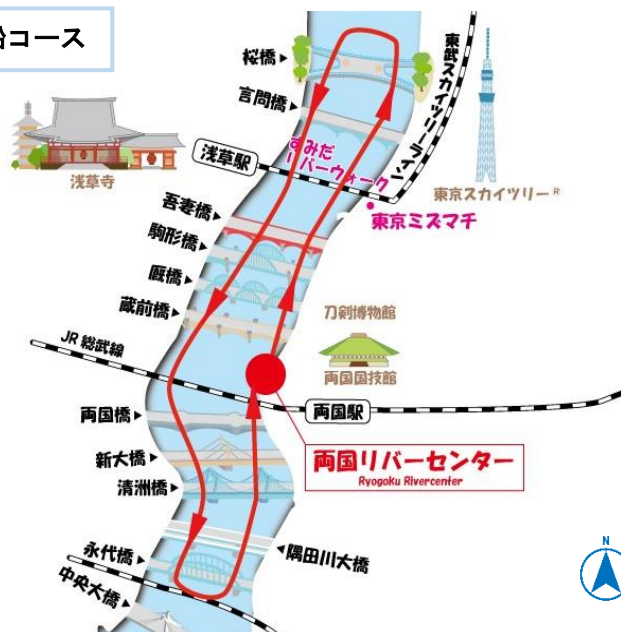 船コース
桜橋
言問橋
東武スカイツリーライン
浅草寺
浅草駅
すみだ
リバーウォーク
東京スカイツリー®
東京ミズマチ
吾妻橋
駒形橋
厩橋
蔵前橋
刀剣博物館
両国国技館
JR 総武線
両国駅
両国橋
両国リバーセンター
Ryogoku Rivercenter
新大橋
清洲橋
隅田川大橋
永代橋
中央大橋
N